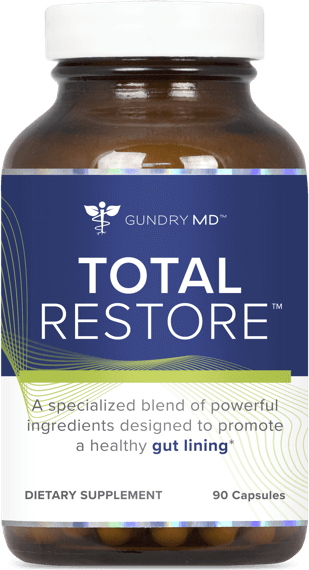 GUNDRY MD™
TOTAL
RESTORE™
A specialized blend of powerful
ingredients designed to promote
a healthy gut lining*
DIETARY SUPPLEMENT 90 Capsules